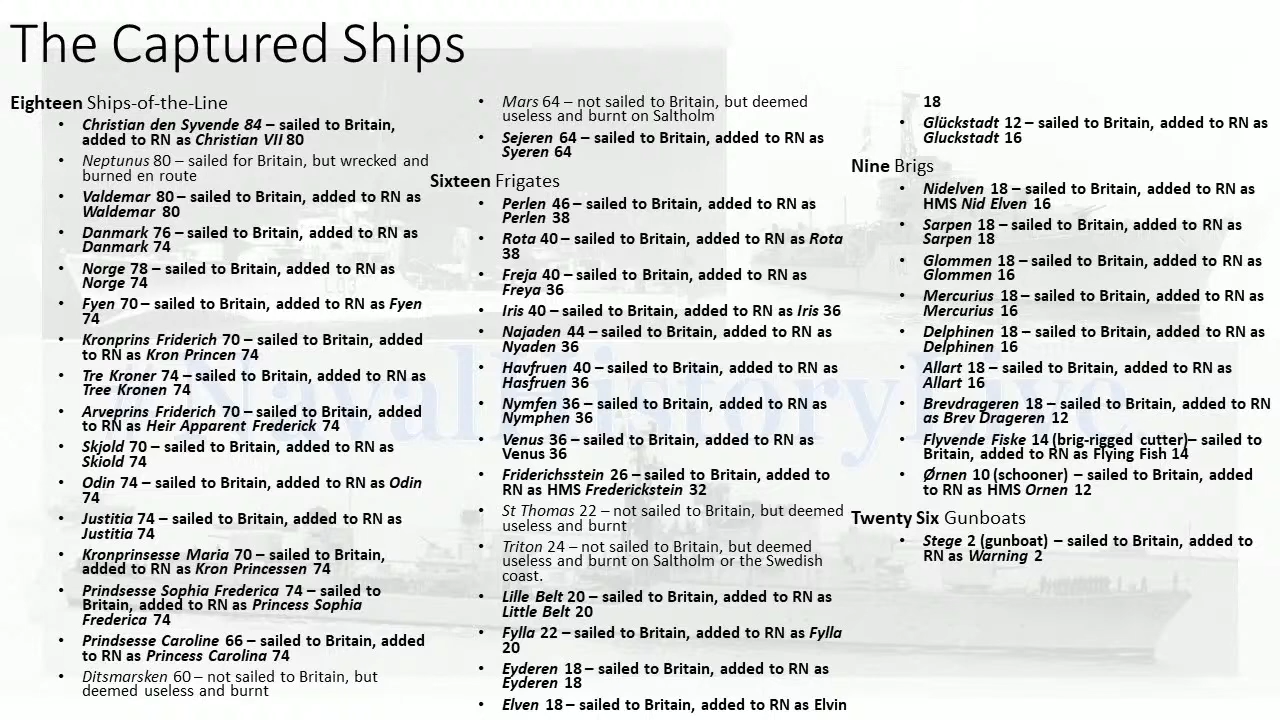 The Captured Ships
Eighteen Ships-of-the-Line
• Christian den Syvende 84 – sailed to Britain,
added to RN as Christian VII 80
• Neptunus 80 – sailed for Britain, but wrecked and
burned en route
• Valdemar 80 – sailed to Britain, added to RN as
Waldemar 80
• Danmark 76 – sailed to Britain, added to RN as
Danmark 74
• Norge 78 – sailed to Britain, added to RN as
Norge 74
• Fyen 70 – sailed to Britain, added to RN as Fyen
74
• Kronprins Friderich 70 – sailed to Britain, added
to RN as Kron Princen 74
• Tre Kroner 74 – sailed to Britain, added to RN as
Tree Kronen 74
• Arveprins Friderich 70 – sailed to Britain, added
to RN as Heir Apparent Frederick 74
• Skjold 70 – sailed to Britain, added to RN as
Skiold 74
• Odin 74 – sailed to Britain, added to RN as Odin
74
• Justitia 74 – sailed to Britain, added to RN as
Justitia 74
• Kronprinsesse Maria 70 – sailed to Britain,
added to RN as Kron Princessen 74
• Prindsesse Sophia Frederica 74 – sailed to
Britain, added to RN as Princess Sophia
Frederica 74
• Prindsesse Caroline 66 – sailed to Britain, added
to RN as Princess Carolina 74
• Ditsmarsken 60 – not sailed to Britain, but
deemed useless and burnt
• Mars 64 – not sailed to Britain, but deemed
useless and burnt on Saltholm
• Sejeren 64 – sailed to Britain, added to RN as
Syeren 64
Sixteen Frigates
• Perlen 46 – sailed to Britain, added to RN as
Perlen 38
• Rota 40 – sailed to Britain, added to RN as Rota
38
• Freja 40 – sailed to Britain, added to RN as
Freya 36
• Iris 40 – sailed to Britain, added to RN as Iris 36
• Najaden 44 – sailed to Britain, added to RN as
Nyaden 36
• Havfruen 40 – sailed to Britain, added to RN as
Hasfruen 36
• Nymfen 36 – sailed to Britain, added to RN as
Nymphen 36
• Venus 36 – sailed to Britain, added to RN as
Venus 36
• Friderichsstein 26 – sailed to Britain, added to
RN as HMS Frederickstein 32
• St Thomas 22 – not sailed to Britain, but deemed
useless and burnt
• Triton 24 – not sailed to Britain, but deemed
useless and burnt on Saltholm or the Swedish
coast.
• Lille Belt 20 – sailed to Britain, added to RN as
Little Belt 20
• Fylla 22 – sailed to Britain, added to RN as Fylla
20
• Eyderen 18 – sailed to Britain, added to RN as
Eyderen 18
• Elven 18 – sailed to Britain, added to RN as Elvin
18
• Glückstadt 12 – sailed to Britain, added to RN as
Gluckstadt 16
Nine Brigs
• Nidelven 18 – sailed to Britain, added to RN as
HMS Nid Elven 16
• Sarpen 18 – sailed to Britain, added to RN as
Sarpen 18
• Glommen 18 – sailed to Britain, added to RN as
Glommen 16
• Mercurius 18 – sailed to Britain, added to RN as
Mercurius 16
• Delphinen 18 – sailed to Britain, added to RN as
Delphinen 16
• Allart 18 – sailed to Britain, added to RN as
Allart 16
• Brevdrageren 18 – sailed to Britain, added to RN
as Brev Drageren 12
• Flyvende Fiske 14 (brig-rigged cutter)– sailed to
Britain, added to RN as Flying Fish 14
• Ørnen 10 (schooner) – sailed to Britain, added
to RN as HMS Ornen 12
Twenty Six Gunboats
• Stege 2 (gunboat) – sailed to Britain, added to
RN as Warning 2
#NavalHistoryLive